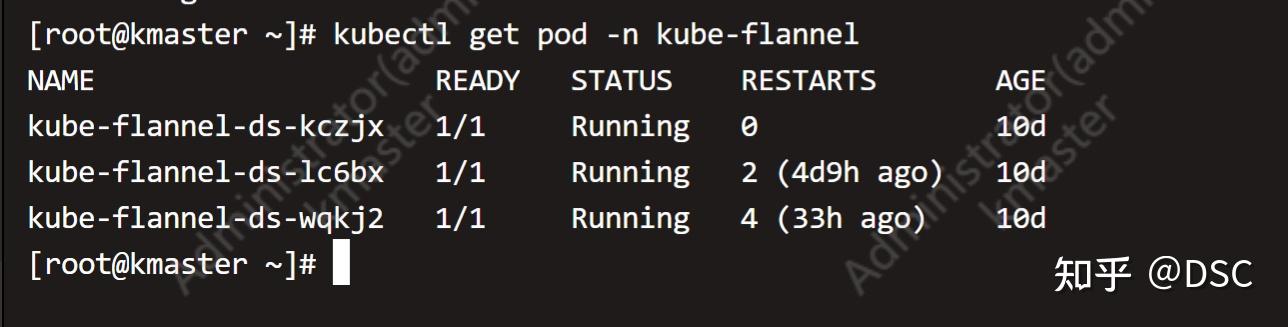 [root@kmaster ~]# kubectl get pod -n kube-flannel
NAME READY STATUS RESTARTS AGE
kube-flannel-ds-kczjx 1/1 Running 0 10d
kube-flannel-ds-lc6bx 1/1 Running 2 (4d9h ago) 10d
kube-flannel-ds-wqkj2 1/1 Running 4 (33h ago) 10d
[root@kmaster ~]#
Administrator(adm
kmaster
Administrator(adm
kmaster
知乎 @DSC